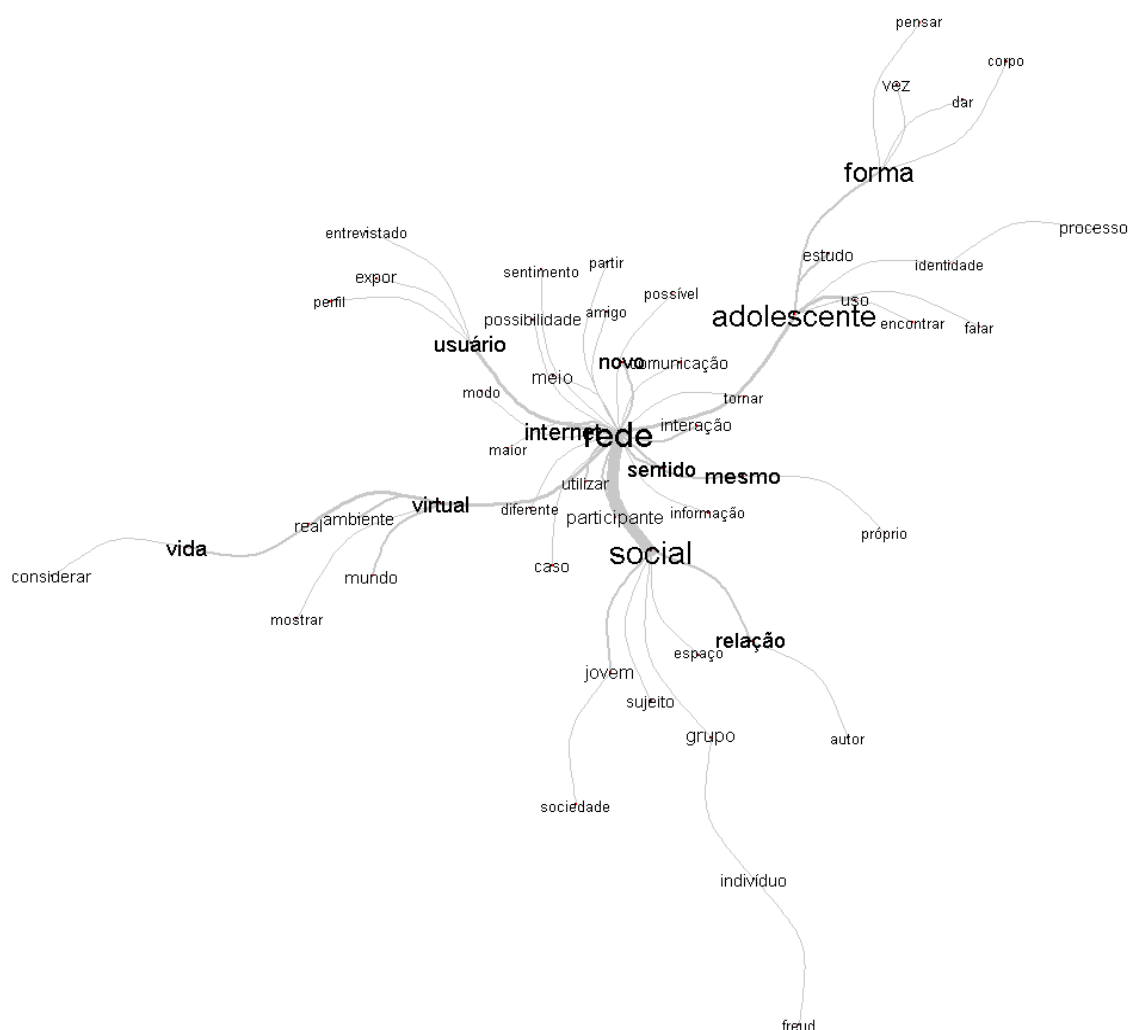 pensar
corpo
vez
dar
forma
processo
entrevistado
estudo
partir
identidade
sentimento
expor
possível
perfil
uso
amigo
adolescente
possibilidade
encontrar
falar
usuário
novo
comunicação
meio
modo
tornar
interação
internet
rede
maior
sentido
mesmo
utilizar
virtual
diferente
informação
participante
real
ambiente
próprio
vida
social
caso
considerar
mundo
mostrar
relação
espaço
jovem
sujeito
grupo
autor
sociedade
indivíduo
freud